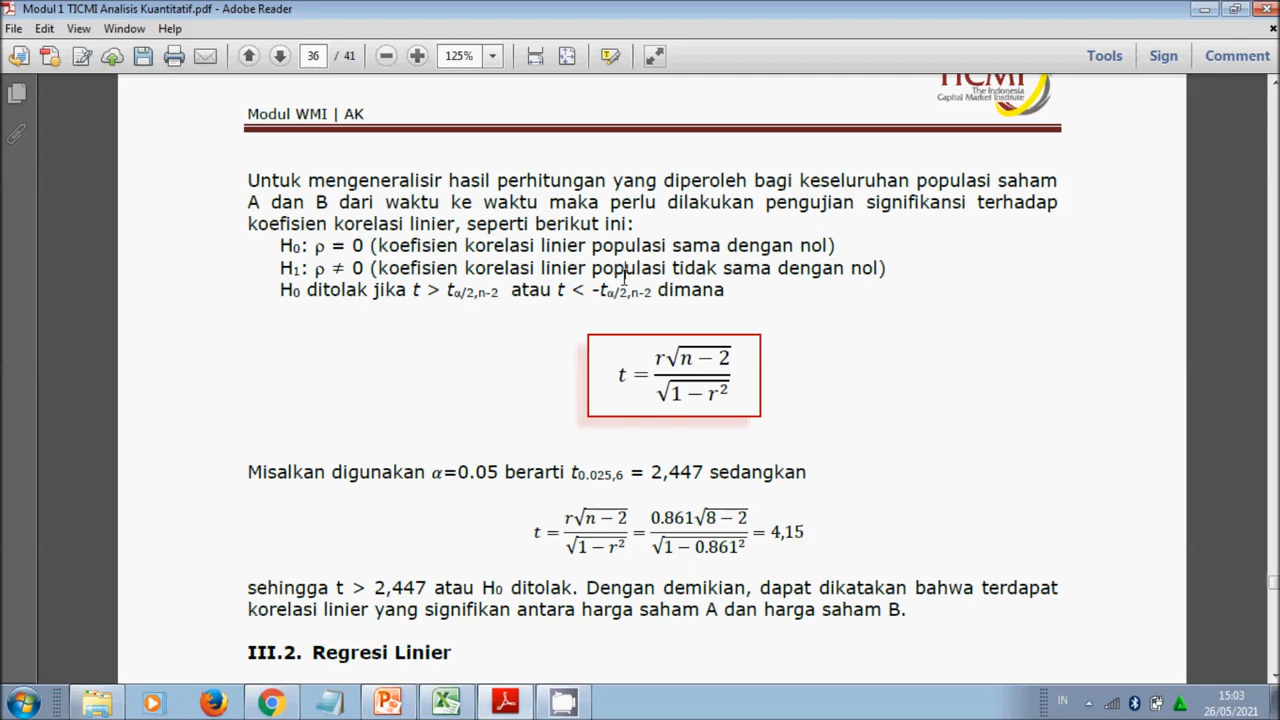 Modul 1 TICMI Analisis Kuantitatif.pdf - Adobe Reader
File Edit View Window Help
36 / 41 125% Tools Sign Comment
TICMI
The Indonesia
Capital Market Institute
Modul WMI | AK
Untuk mengeneralisir hasil perhitungan yang diperoleh bagi keseluruhan populasi saham
A dan B dari waktu ke waktu maka perlu dilakukan pengujian signifikansi terhadap
koefisien korelasi linier, seperti berikut ini:
H₀: ρ = 0 (koefisien korelasi linier populasi sama dengan nol)
H₁: ρ ≠ 0 (koefisien korelasi linier populasi tidak sama dengan nol)
H₀ ditolak jika t > tα/2,n-2 atau t < -tα/2,n-2 dimana
t = r√(n − 2) / √(1 − r²)
Misalkan digunakan α=0.05 berarti t0.025,6 = 2,447 sedangkan
t = r√(n − 2) / √(1 − r²) = 0.861√(8 − 2) / √(1 − 0.861²) = 4,15
sehingga t > 2,447 atau H₀ ditolak. Dengan demikian, dapat dikatakan bahwa terdapat
korelasi linier yang signifikan antara harga saham A dan harga saham B.
III.2. Regresi Linier
IN
15:03
26/05/2021